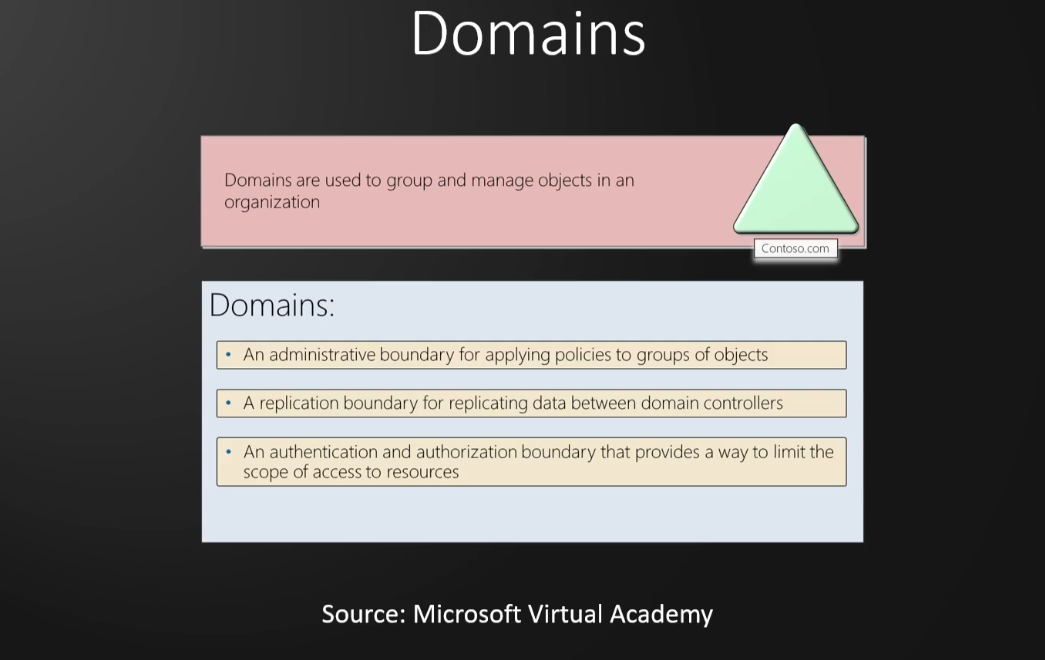 Domains
Domains are used to group and manage objects in an
organization
Contoso.com
Domains:
• An administrative boundary for applying policies to groups of objects
• A replication boundary for replicating data between domain controllers
• An authentication and authorization boundary that provides a way to limit the
scope of access to resources
Source: Microsoft Virtual Academy